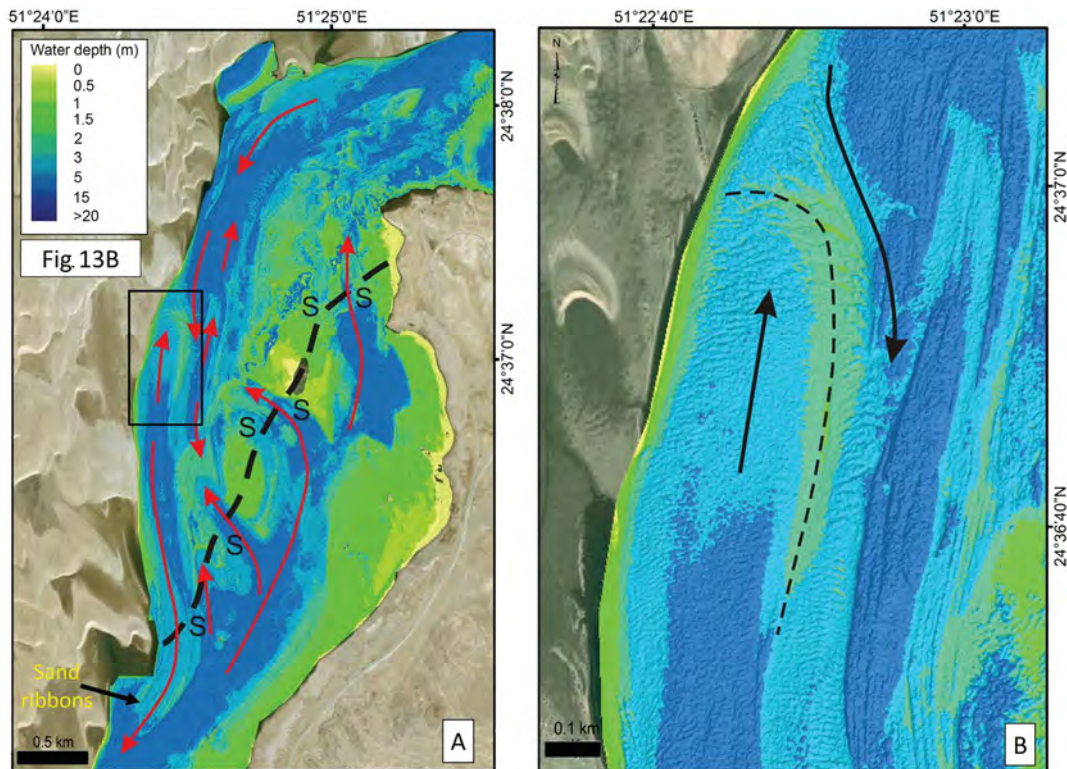 51°24'0"E
51°25'0"E
51°22'40"E
51°23'0"E
Water depth (m)
0
0.5
1
1.5
2
3
5
15
>20
Fig. 13B
24°38'0"N
24°37'0"N
S
S
S
S
S
S
S
S
Sand
ribbons
0.5 km
A
N
24°37'0"N
24°36'40"N
0.1 km
B